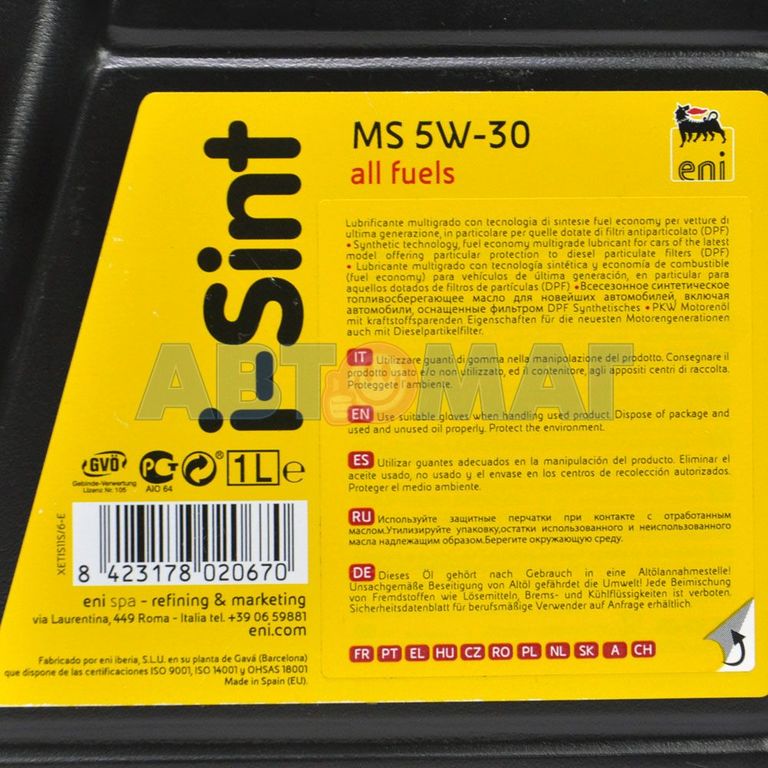 MS 5W-30
all fuels
eni
i-Sint
Lubrificante multigrado con tecnologia di sintesie fuel economy per vetture di
ultima generazione, in particolare per quelle dotate di filtri antiparticolato (DPF)
• Synthetic technology, fuel economy multigrade lubricant for cars of the latest
model offering particular protection to diesel particulate filters (DPF)
• Lubricante multigrado con tecnología sintética y economía de combustible
(fuel economy) para vehículos de última generación, en particular para
aquellos dotados de filtros de partículas (DPF) •Всесезонное синтетическое
топливосберегающее масло для новейших автомобилей, включая
автомобили, оснащенные фильтром DPF Synthetisches •PKW Motorenöl
mit kraftstoffsparenden Eigenschaften für die neuesten Motorengenerationen
auch mit Dieselpartikelfilter.
IT Utilizzare guanti di gomma nella manipolazione del prodotto. Consegnare il
prodotto usato e/o non utilizzato, ed il contenitore, agli appositi centri di raccolta.
Proteggete l'ambiente.
АВТОМАГ
EN Use suitable gloves when handling used product. Dispose of package and
used and unused oil properly. Protect the environment.
ES Utilizar guantes adecuados en la manipulación del producto. Eliminar el
aceite usado, no usado y el envase en los centros de recolección autorizados.
Proteger el medio ambiente.
RU Используйте защитные перчатки при контакте с отработанным
маслом.Утилизируйте упаковку,остатки использованного и неиспользованного
масла надлежащим образом.Берегите окружающую среду.
DE Dieses Öl gehört nach Gebrauch in eine Altölannahmestelle!
Unsachgemäße Beseitigung von Altöl gefährdet die Umwelt! Jede Beimischung
von Fremdstoffen wie Lösemitteln, Brems- und Kühlflüssigkeiten ist verboten.
Sicherheitsdatenblatt für berufsmäßige Verwender auf Anfrage erhältlich.
FR PT EL HU CZ RO PL NL SK A CH
GVÖ
Gebinde-Verwertung
Lizenz Nr. 105
АЮ 64
1L e
XETIS11S/6-E
8 423178 020670
eni spa - refining & marketing
via Laurentina, 449 Roma - Italia tel. +39 06 59881
eni.com
Fabricado por eni iberia, S.L.U. en su planta de Gavá (Barcelona)
que dispone de las certificaciones ISO 9001, ISO 14001 y OHSAS 18001
Made in Spain (EU).